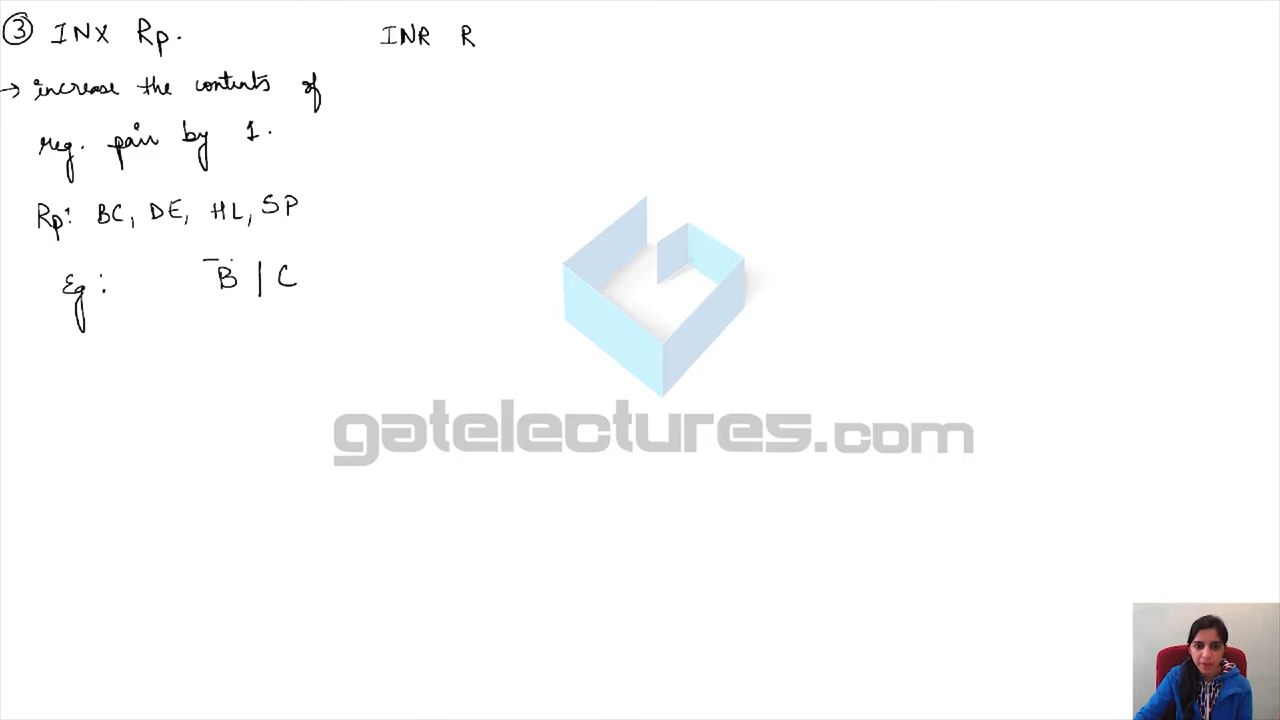 ③ INX Rp. INR R
→ increase the contents of
reg. pair by 1.
Rp: BC, DE, HL, SP
Eg: B | C
gatelectures.com